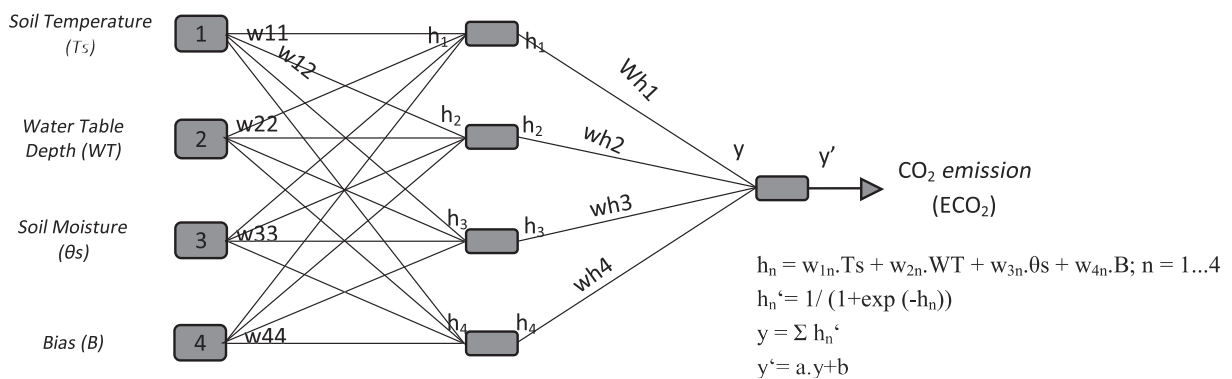 Soil Temperature
(Ts)
1
w11
w12
h₁
h₁
Wh1
Water Table
Depth (WT)
2
w22
h₂
h₂
wh2
y
y’
CO₂ emission
(ECO₂)
Soil Moisture
(θs)
3
w33
h₃
h₃
wh3
Bias (B)
4
w44
h₄
h₄
wh4
hₙ = w₁ₙ.Ts + w₂ₙ.WT + w₃ₙ.θs + w₄ₙ.B; n = 1...4
hₙ‘= 1/ (1+exp (-hₙ))
y = Σ hₙ‘
y‘= a.y+b